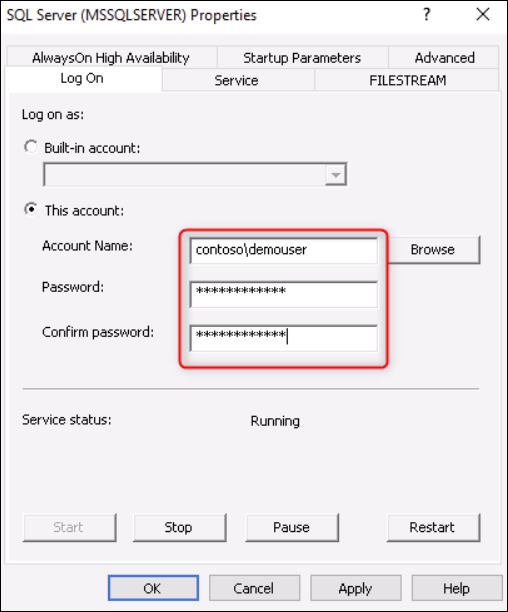 SQL Server (MSSQLSERVER) Properties ?
AlwaysOn High Availability Startup Parameters Advanced
Log On Service FILESTREAM
Log on as:
Built-in account:
This account:
Account Name: contoso\demouser Browse
Password: ************
Confirm password: ************
Service status: Running
Start Stop Pause Restart
OK Cancel Apply Help